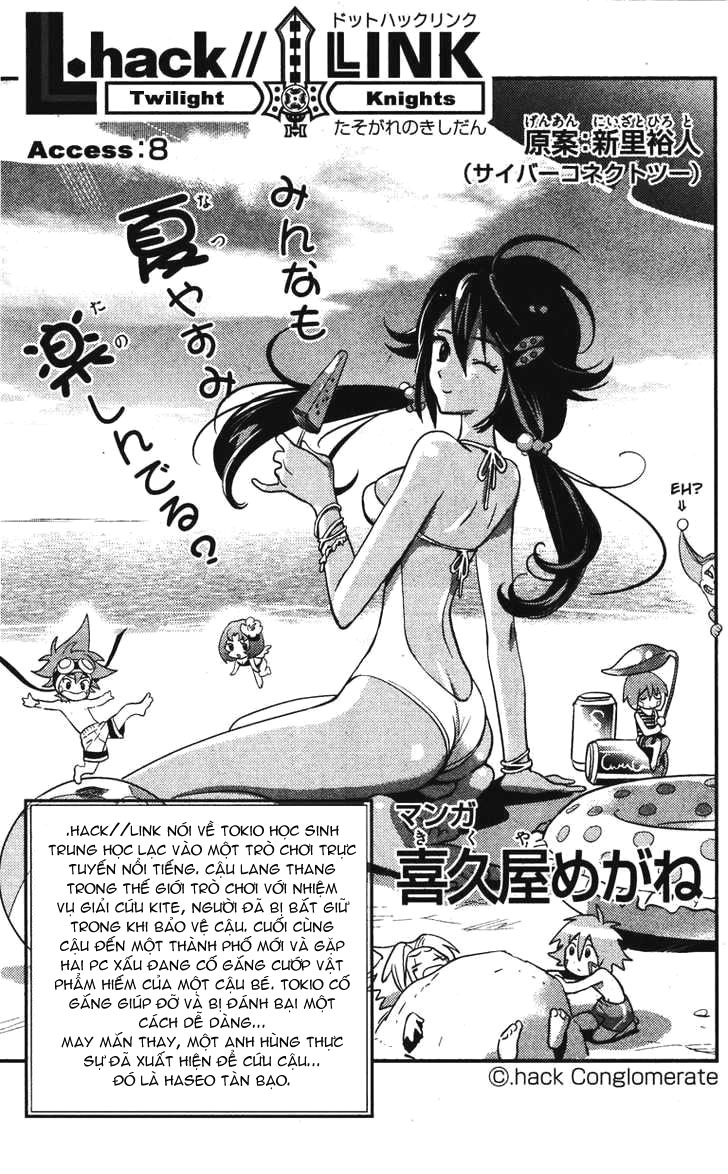 ドットハックリンク
.hack//LINK
Twilight Knights
たそがれのきしだん
Access:8
げんあん にいざとひろと
原案:新里裕人
(サイバーコネクトツー)
みんなも
なつ
夏やすみ
たの
楽しんでるぅ
EH?
⇓
マンガ
きくや
喜久屋めがね
.HACK//LINK NÓI VỀ TOKIO HỌC SINH
TRUNG HỌC LẠC VÀO MỘT TRÒ CHƠI TRỰC
TUYẾN NỔI TIẾNG. CẬU LANG THANG
TRONG THẾ GIỚI TRÒ CHƠI VỚI NHIỆM
VỤ GIẢI CỨU KITE, NGƯỜI ĐÃ BỊ BẮT GIỮ
TRONG KHI BẢO VỆ CẬU. CUỐI CÙNG
CẬU ĐẾN MỘT THÀNH PHỐ MỚI VÀ GẶP
HAI PC XẤU ĐANG CỐ GẮNG CƯỚP VẬT
PHẨM HIẾM CỦA MỘT CẬU BÉ. TOKIO CỐ
GẮNG GIÚP ĐỠ VÀ BỊ ĐÁNH BẠI MỘT
CÁCH DỄ DÀNG...
MAY MẮN THAY, MỘT ANH HÙNG THỰC
SỰ ĐÃ XUẤT HIỆN ĐỂ CỨU CẬU...
ĐÓ LÀ HASEO TÀN BẠO.
©.hack Conglomerate